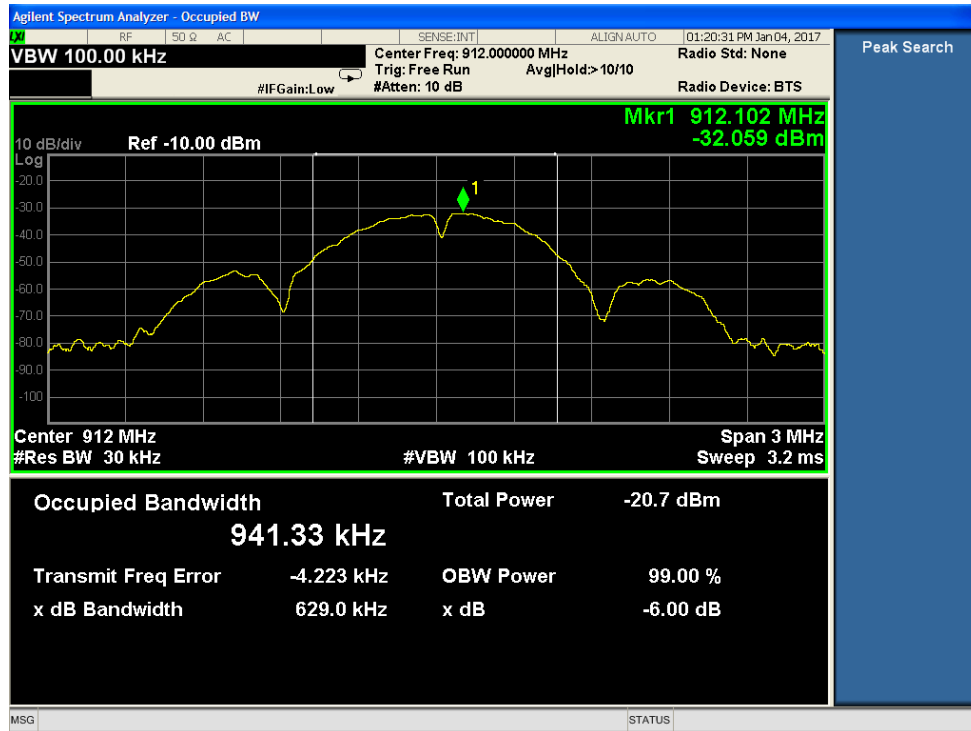 Agilent Spectrum Analyzer - Occupied BW
LXI RF 50 Ω AC SENSE:INT ALIGN AUTO 01:20:31 PM Jan 04, 2017
VBW 100.00 kHz
Center Freq: 912.000000 MHz
Radio Std: None
Trig: Free Run Avg|Hold:>10/10
#IFGain:Low #Atten: 10 dB
Radio Device: BTS
Peak Search
Mkr1 912.102 MHz
-32.059 dBm
10 dB/div Ref -10.00 dBm
Log
-20.0
1
-30.0
-40.0
-50.0
-60.0
-70.0
-80.0
-90.0
-100
Center 912 MHz Span 3 MHz
#Res BW 30 kHz #VBW 100 kHz Sweep 3.2 ms
Occupied Bandwidth Total Power -20.7 dBm
941.33 kHz
Transmit Freq Error -4.223 kHz OBW Power 99.00 %
x dB Bandwidth 629.0 kHz x dB -6.00 dB
MSG STATUS